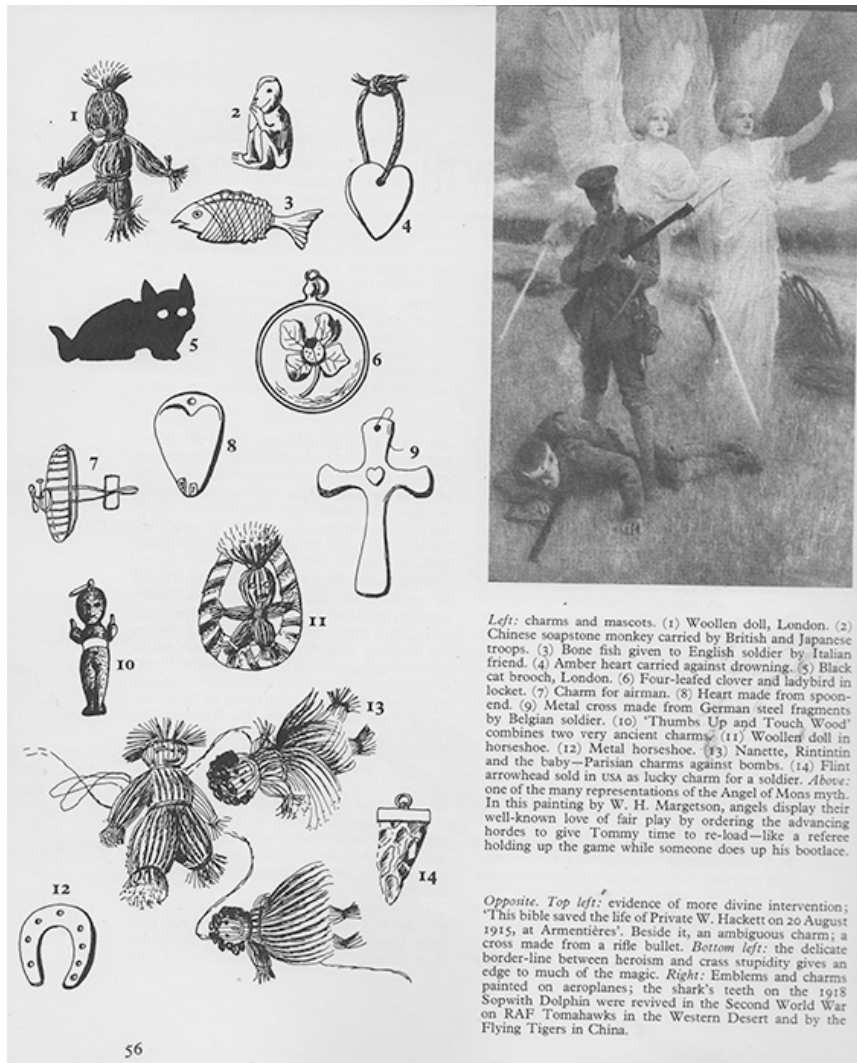 1
2
3
4
5
6
7
8
9
10
11
13
12
14
Left: charms and mascots. (1) Woollen doll, London. (2)
Chinese soapstone monkey carried by British and Japanese
troops. (3) Bone fish given to English soldier by Italian
friend. (4) Amber heart carried against drowning. (5) Black
cat brooch, London. (6) Four-leafed clover and ladybird in
locket. (7) Charm for airman. (8) Heart made from spoon-
end. (9) Metal cross made from German steel fragments
by Belgian soldier. (10) 'Thumbs Up and Touch Wood'
combines two very ancient charms. (11) Woollen doll in
horseshoe. (12) Metal horseshoe. (13) Nanette, Rintintin
and the baby—Parisian charms against bombs. (14) Flint
arrowhead sold in USA as lucky charm for a soldier. Above:
one of the many representations of the Angel of Mons myth.
In this painting by W. H. Margetson, angels display their
well-known love of fair play by ordering the advancing
hordes to give Tommy time to re-load—like a referee
holding up the game while someone does up his bootlace.
Opposite. Top left: evidence of more divine intervention;
'This bible saved the life of Private W. Hackett on 20 August
1915, at Armentières'. Beside it, an ambiguous charm; a
cross made from a rifle bullet. Bottom left: the delicate
border-line between heroism and crass stupidity gives an
edge to much of the magic. Right: Emblems and charms
painted on aeroplanes; the shark's teeth on the 1918
Sopwith Dolphin were revived in the Second World War
on RAF Tomahawks in the Western Desert and by the
Flying Tigers in China.
56